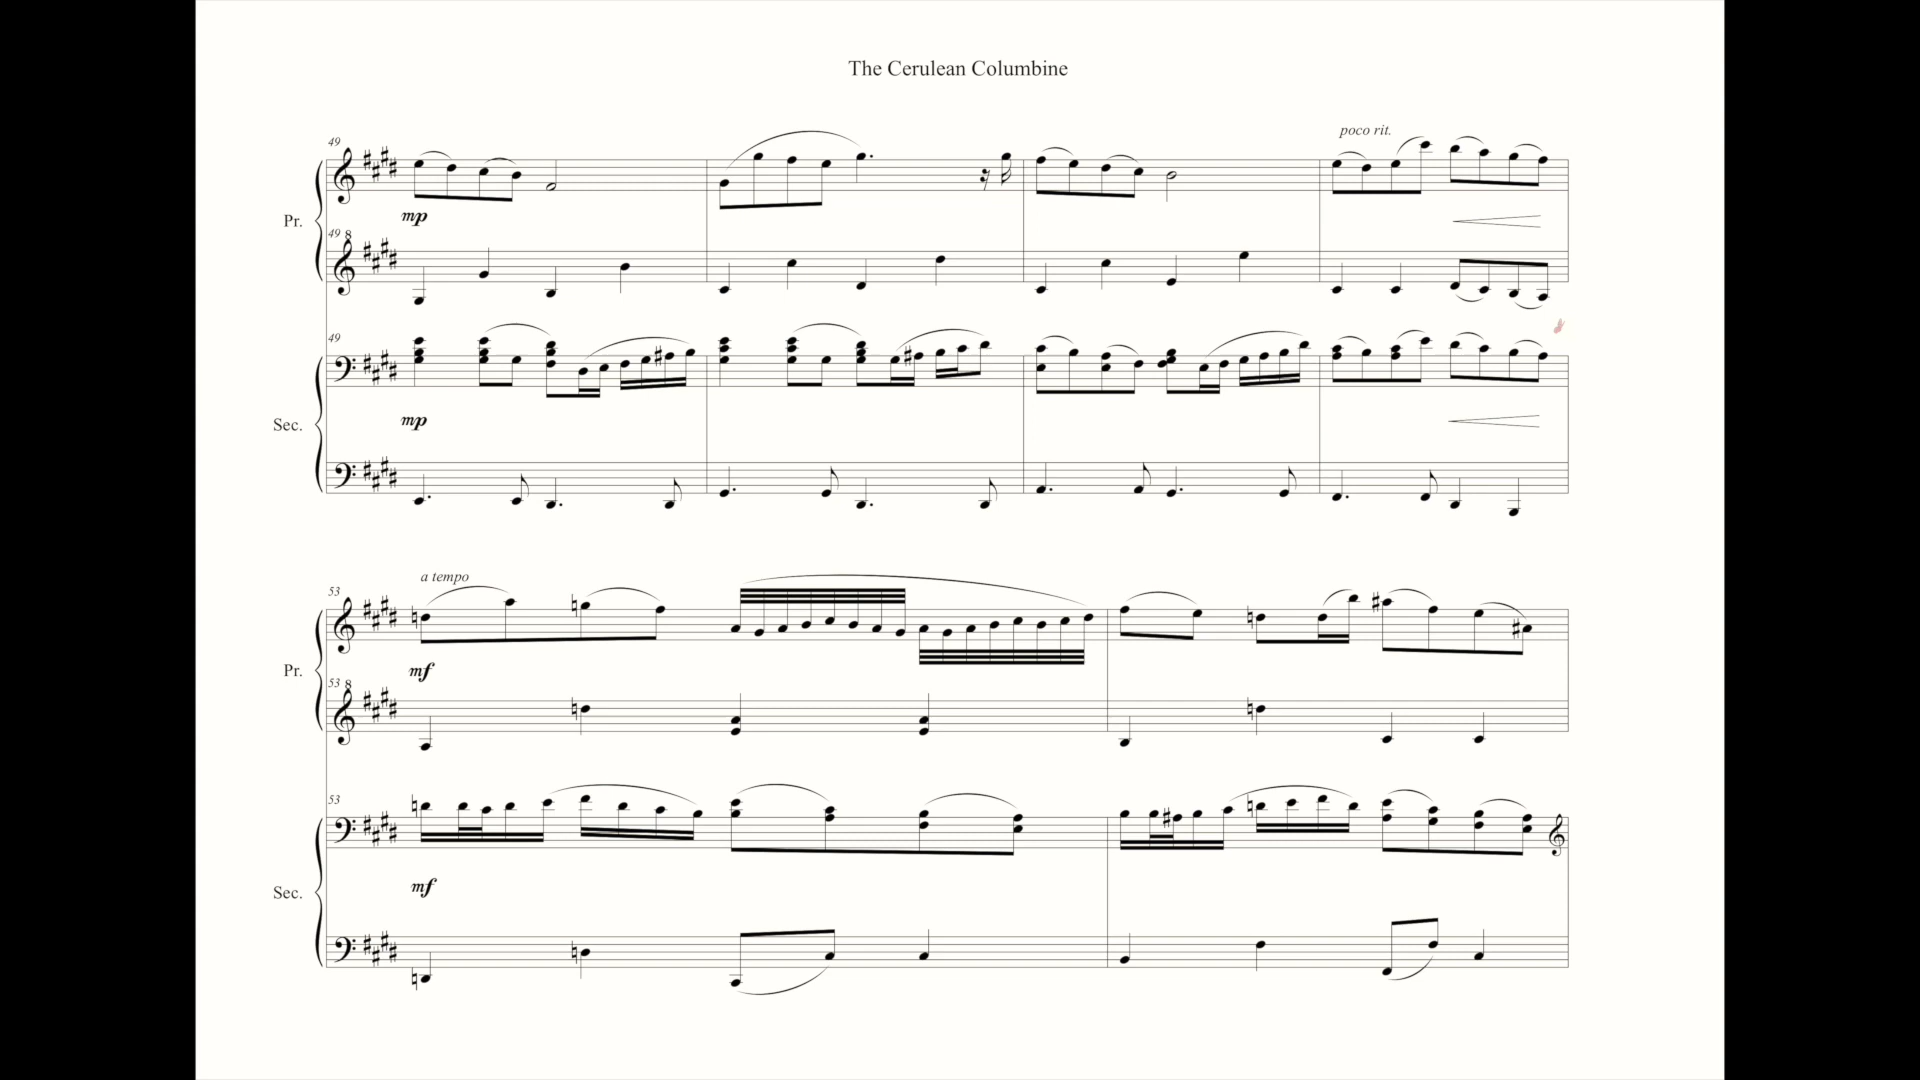 The Cerulean Columbine
poco rit.
49
Pr.
mp
49 8
49
Sec.
mp
a tempo
53
Pr.
mf
53 8
53
Sec.
mf